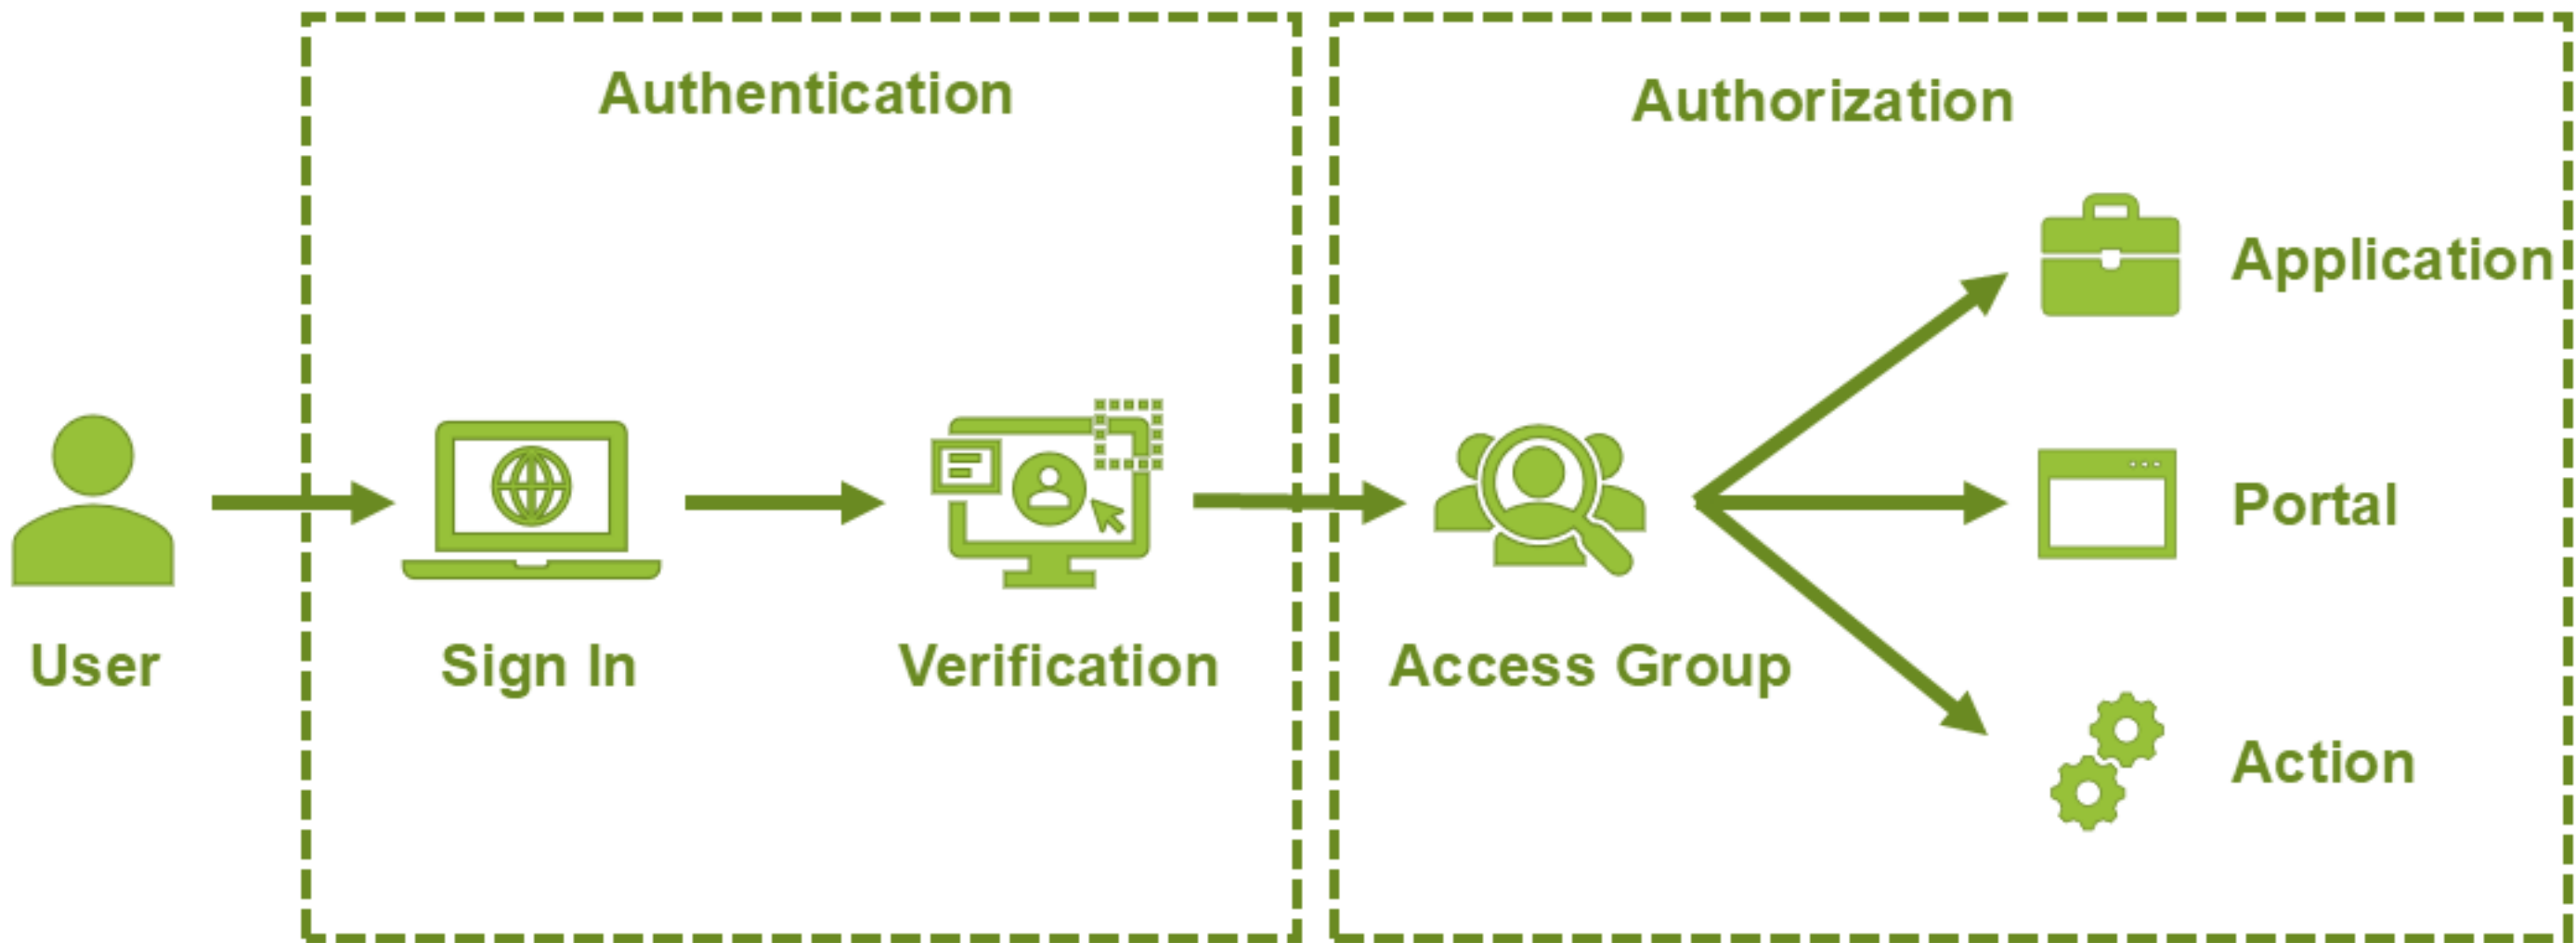 Authentication
Authorization
Application
Portal
User
Sign In
Verification
Access Group
Action